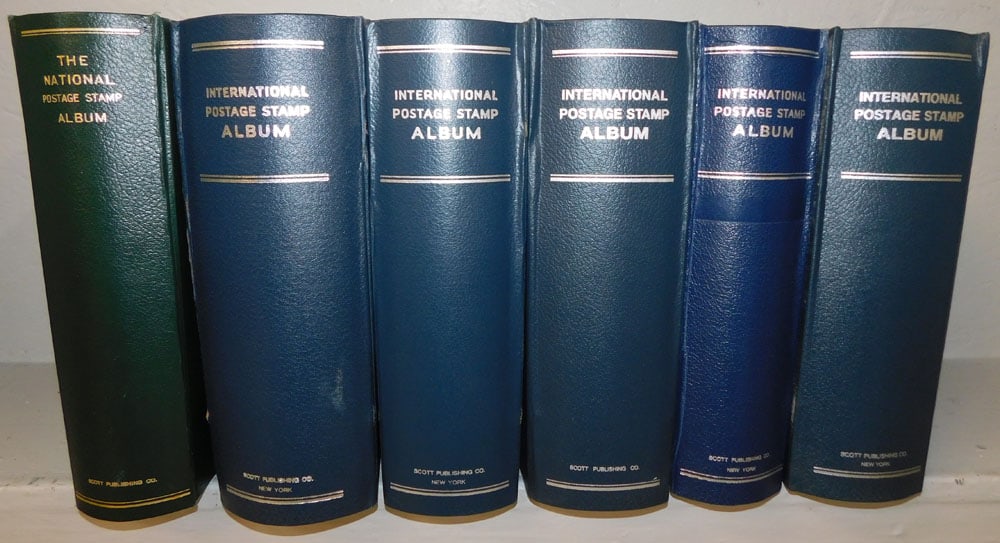 THE
NATIONAL
POSTAGE STAMP
ALBUM
SCOTT PUBLISHING CO.
INTERNATIONAL
POSTAGE STAMP
ALBUM
SCOTT PUBLISHING CO.
NEW YORK
INTERNATIONAL
POSTAGE STAMP
ALBUM
SCOTT PUBLISHING CO.
NEW YORK
INTERNATIONAL
POSTAGE STAMP
ALBUM
SCOTT PUBLISHING CO.
INTERNATIONAL
POSTAGE STAMP
ALBUM
SCOTT PUBLISHING CO.
NEW YORK
INTERNATIONAL
POSTAGE STAMP
ALBUM
SCOTT PUBLISHING CO.
NEW YORK